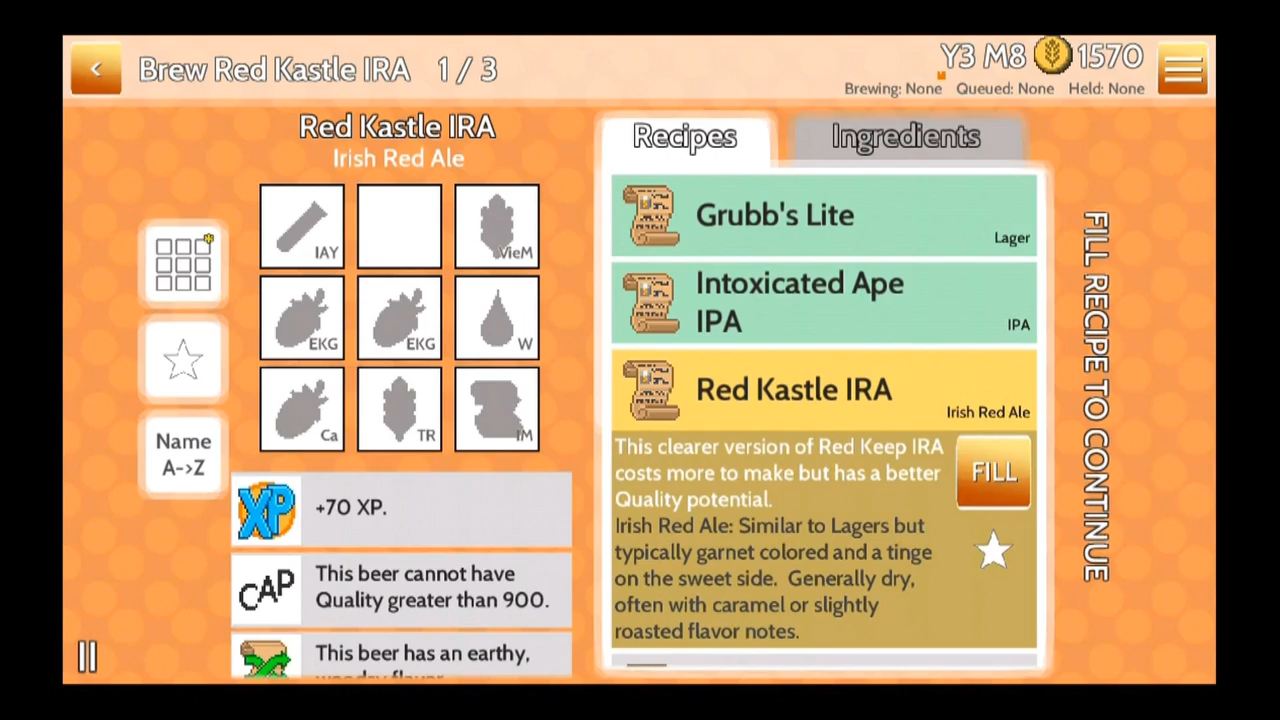 Brew Red Kastle IRA 1 / 3
Y3 M8 1570
Brewing: None Queued: None Held: None
Red Kastle IRA
Irish Red Ale
IAY
VieM
EKG
EKG
W
Ca
TR
IM
Name
A->Z
XP
+70 XP.
CAP
This beer cannot have
Quality greater than 900.
This beer has an earthy,
Recipes
Ingredients
Grubb's Lite
Lager
Intoxicated Ape
IPA
IPA
Red Kastle IRA
Irish Red Ale
This clearer version of Red Keep IRA
costs more to make but has a better
Quality potential.
FILL
Irish Red Ale: Similar to Lagers but
typically garnet colored and a tinge
on the sweet side. Generally dry,
often with caramel or slightly
roasted flavor notes.
FILL RECIPE TO CONTINUE